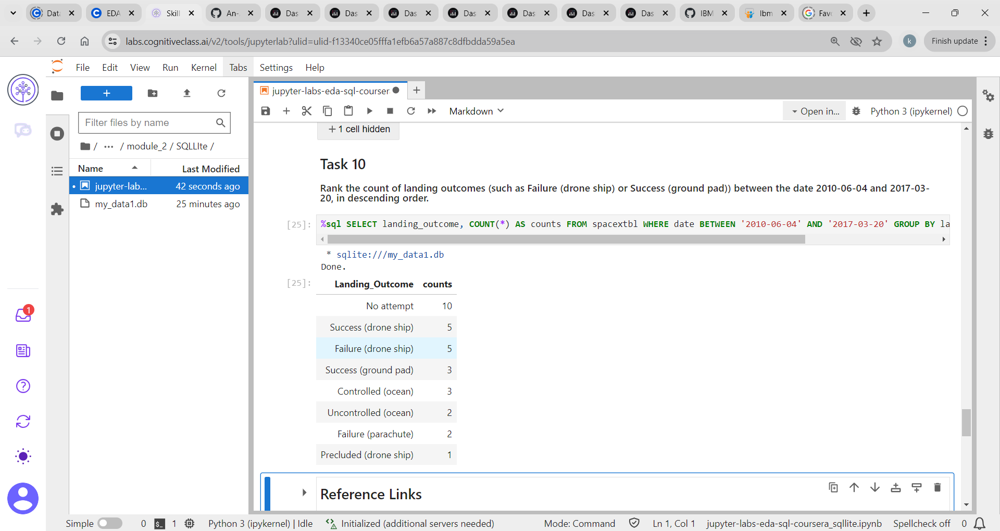 Data
EDA
Skill
An-
Das
Das
Das
Das
Das
Das
Das
IBM
Ibm
Fav
labs.cognitiveclass.ai/v2/tools/jupyterlab?ulid=ulid-f13340ce05fffa1efb6a57a887c8dfbdda59a5ea
k
Finish update
File Edit View Run Kernel Tabs Settings Help
jupyter-labs-eda-sql-courser
Markdown
Open in...
Python 3 (ipykernel)
Filter files by name
/ ... / module_2 / SQLLIte /
Name Last Modified
jupyter-lab... 42 seconds ago
my_data1.db 25 minutes ago
1
+ 1 cell hidden
Task 10
Rank the count of landing outcomes (such as Failure (drone ship) or Success (ground pad)) between the date 2010-06-04 and 2017-03-
20, in descending order.
[25]: %sql SELECT landing_outcome, COUNT(*) AS counts FROM spacextbl WHERE date BETWEEN '2010-06-04' AND '2017-03-20' GROUP BY la
* sqlite:///my_data1.db
Done.
[25]: Landing_Outcome counts
No attempt 10
Success (drone ship) 5
Failure (drone ship) 5
Success (ground pad) 3
Controlled (ocean) 3
Uncontrolled (ocean) 2
Failure (parachute) 2
Precluded (drone ship) 1
Reference Links
Simple 0 $_ 1 Python 3 (ipykernel) | Idle Initialized (additional servers needed) Mode: Command Ln 1, Col 1 jupyter-labs-eda-sql-coursera_sqllite.ipynb Spellcheck off 0